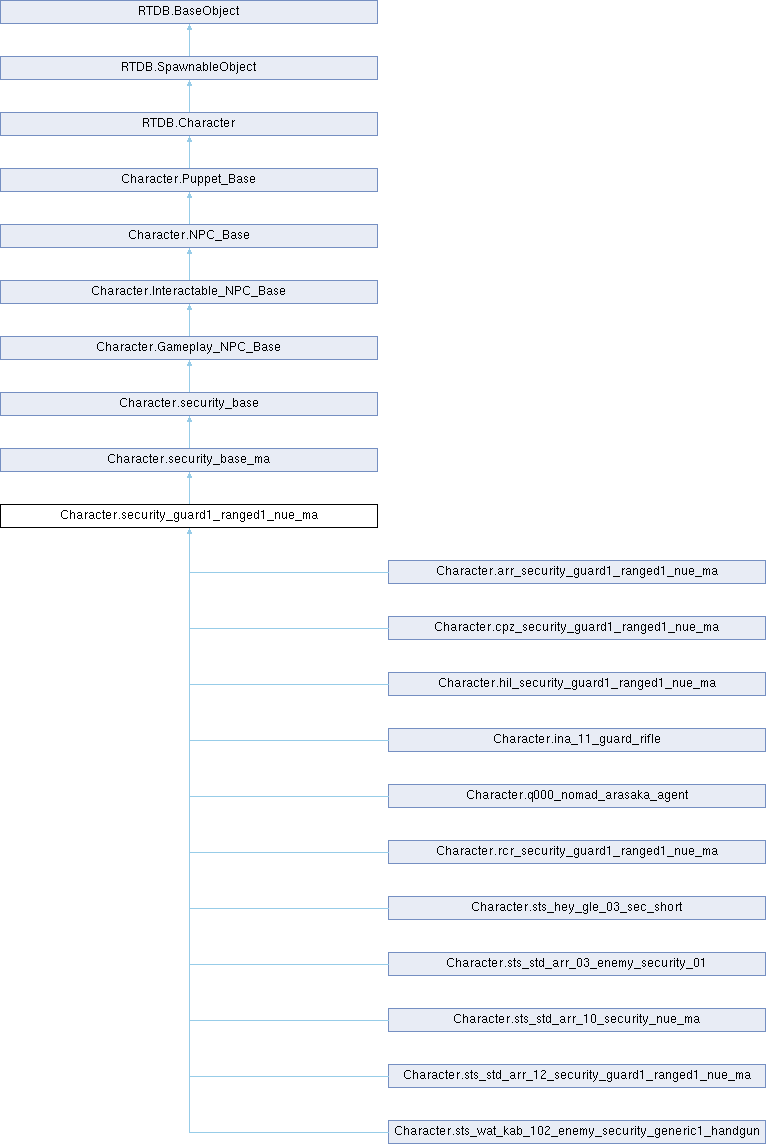 RTDB.BaseObject
RTDB.SpawnableObject
RTDB.Character
Character.Puppet_Base
Character.NPC_Base
Character.Interactable_NPC_Base
Character.Gameplay_NPC_Base
Character.security_base
Character.security_base_ma
Character.security_guard1_ranged1_nue_ma
Character.arr_security_guard1_ranged1_nue_ma
Character.cpz_security_guard1_ranged1_nue_ma
Character.hil_security_guard1_ranged1_nue_ma
Character.ina_11_guard_rifle
Character.q000_nomad_arasaka_agent
Character.rcr_security_guard1_ranged1_nue_ma
Character.sts_hey_gle_03_sec_short
Character.sts_std_arr_03_enemy_security_01
Character.sts_std_arr_10_security_nue_ma
Character.sts_std_arr_12_security_guard1_ranged1_nue_ma
Character.sts_wat_kab_102_enemy_security_generic1_handgun